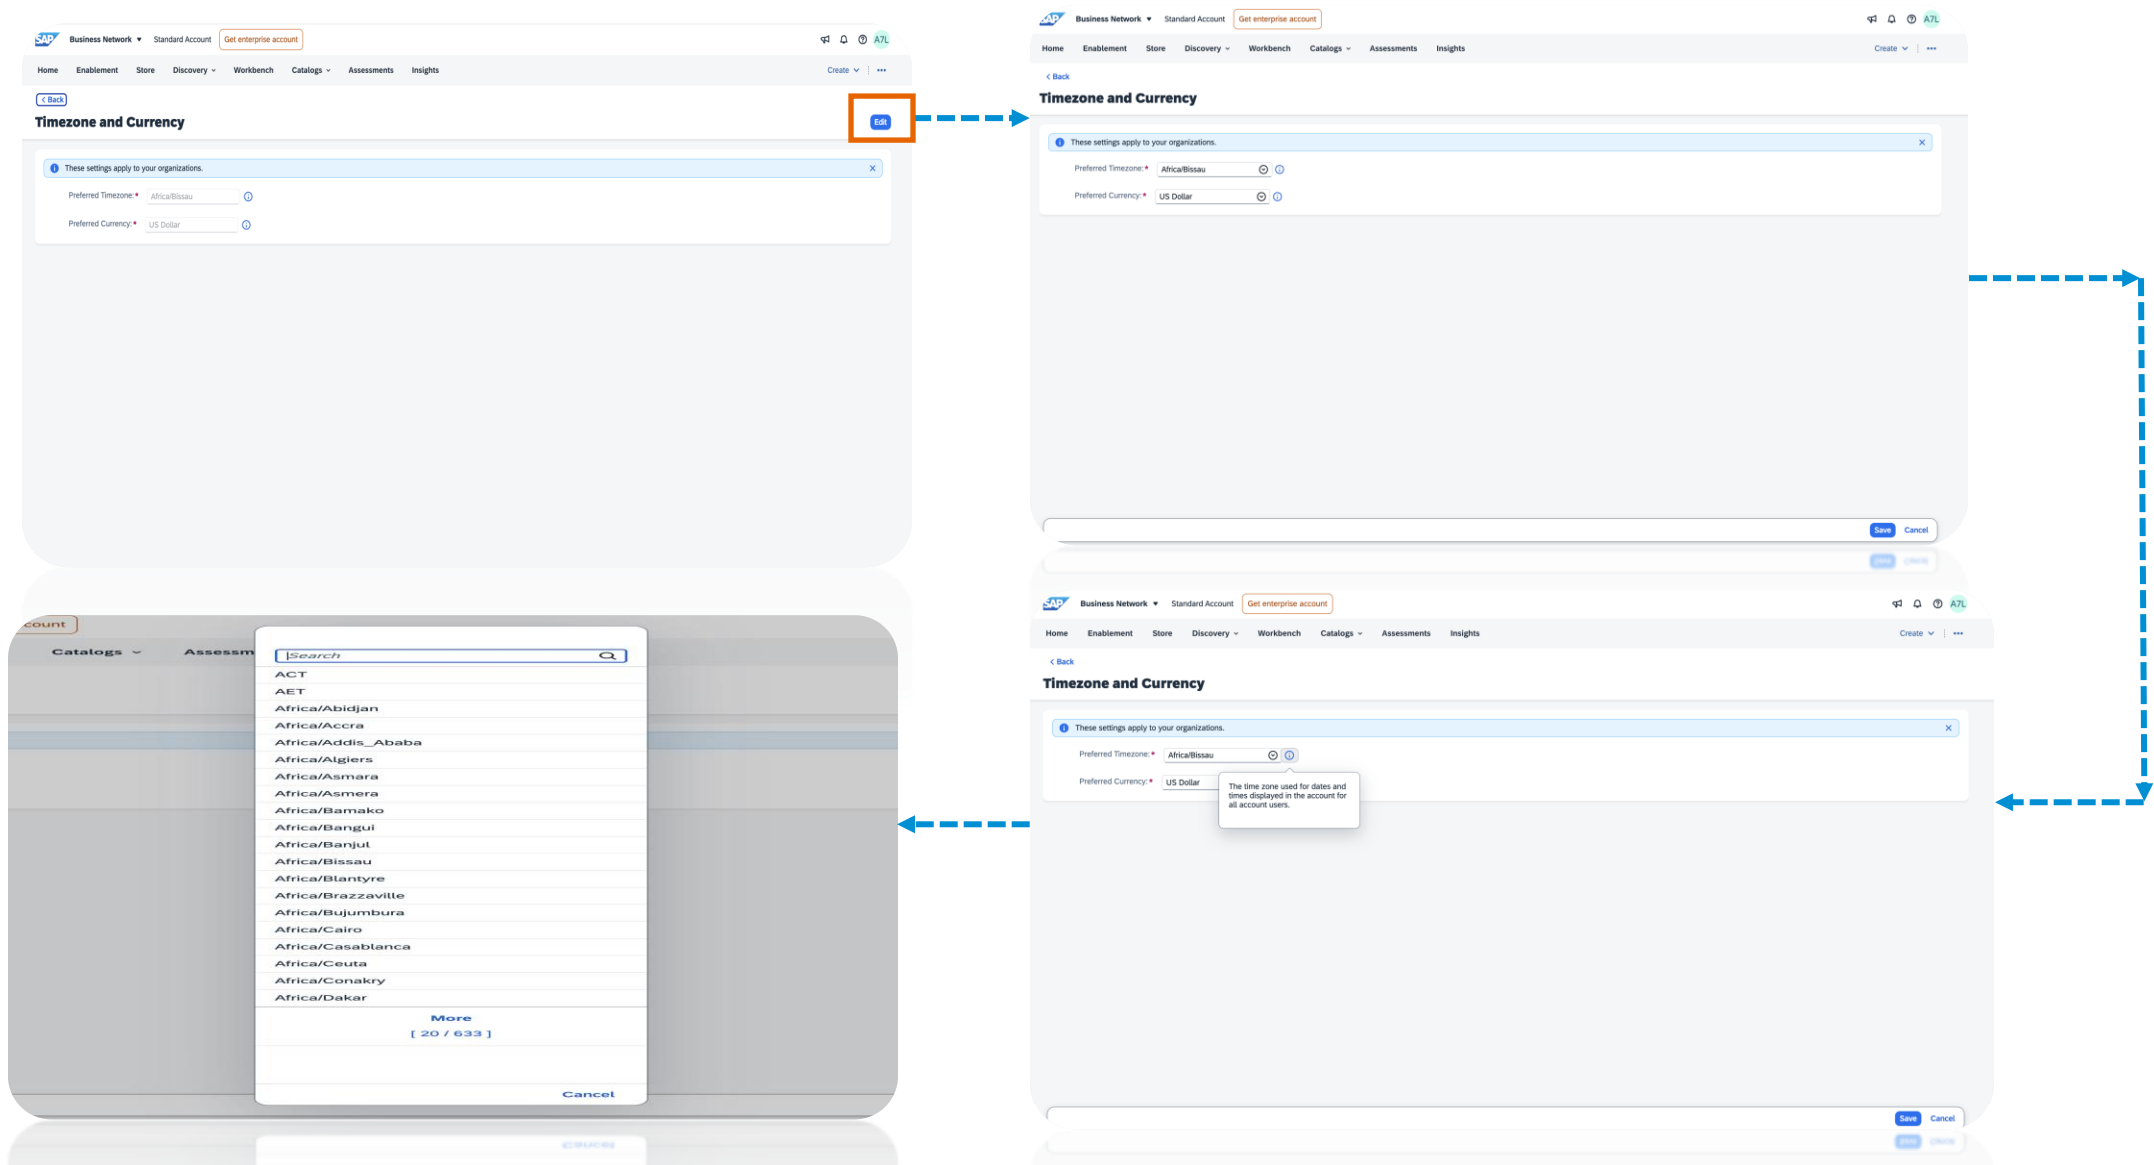 SAP Business Network Standard Account Get enterprise account A7L
Home Enablement Store Discovery Workbench Catalogs Assessments Insights Create
< Back
Timezone and Currency Edit
These settings apply to your organizations.
Preferred Timezone:* Africa/Bissau
Preferred Currency:* US Dollar
SAP Business Network Standard Account Get enterprise account A7L
Home Enablement Store Discovery Workbench Catalogs Assessments Insights Create
< Back
Timezone and Currency
These settings apply to your organizations.
Preferred Timezone:* Africa/Bissau
Preferred Currency:* US Dollar
Save Cancel
SAP Business Network Standard Account Get enterprise account A7L
Home Enablement Store Discovery Workbench Catalogs Assessments Insights Create
< Back
Timezone and Currency
These settings apply to your organizations.
Preferred Timezone:* Africa/Bissau
Preferred Currency:* US Dollar
The time zone used for dates and
times displayed in the account for
all account users.
Save Cancel
count
Catalogs Assessm
Search
ACT
AET
Africa/Abidjan
Africa/Accra
Africa/Addis_Ababa
Africa/Algiers
Africa/Asmara
Africa/Asmera
Africa/Bamako
Africa/Bangui
Africa/Banjul
Africa/Bissau
Africa/Blantyre
Africa/Brazzaville
Africa/Bujumbura
Africa/Cairo
Africa/Casablanca
Africa/Ceuta
Africa/Conakry
Africa/Dakar
More
[ 20 / 633 ]
Cancel